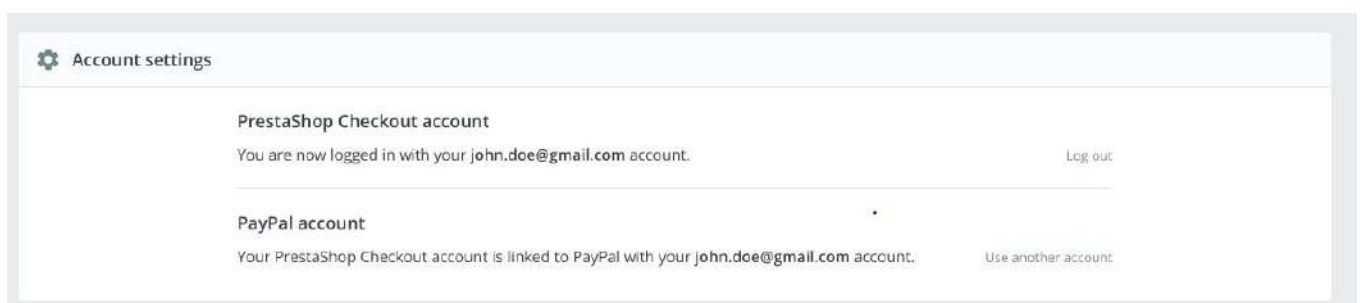 Account settings
PrestaShop Checkout account
You are now logged in with your john.doe@gmail.com account.
Log out
PayPal account
Your PrestaShop Checkout account is linked to PayPal with your john.doe@gmail.com account.
Use another account